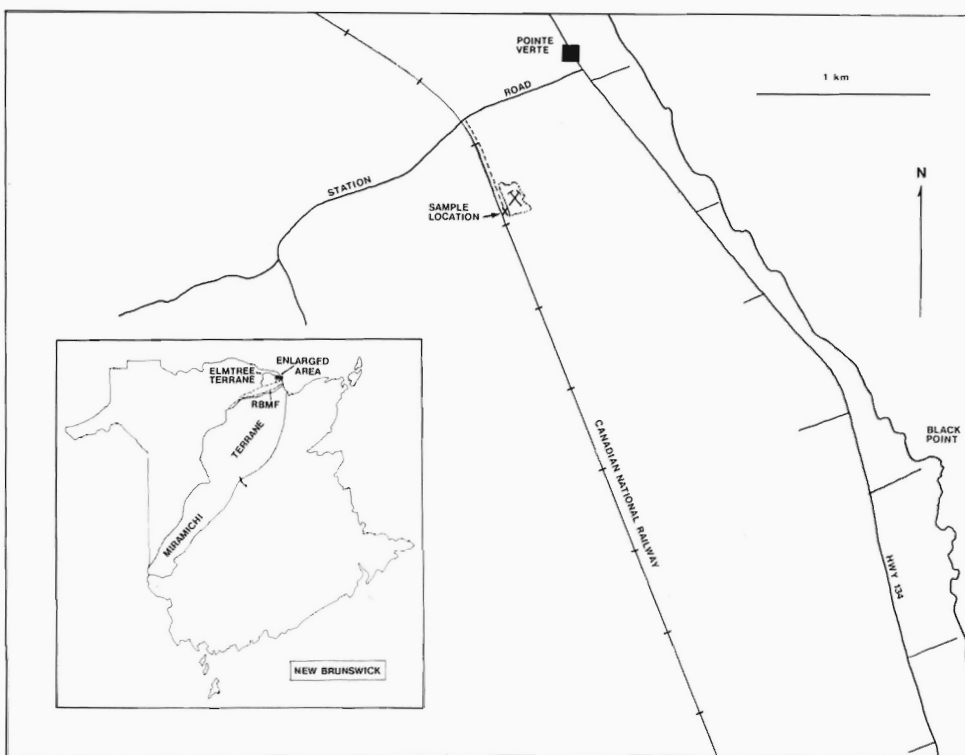 POINTE
VERTE
1 km
ROAD
STATION
N
SAMPLE
LOCATION
ELMTREE
TERRANE
ENLARGED
AREA
RBMF
TERRANE
MIRAMICHI
NEW BRUNSWICK
CANADIAN NATIONAL RAILWAY
BLACK
POINT
HWY 134